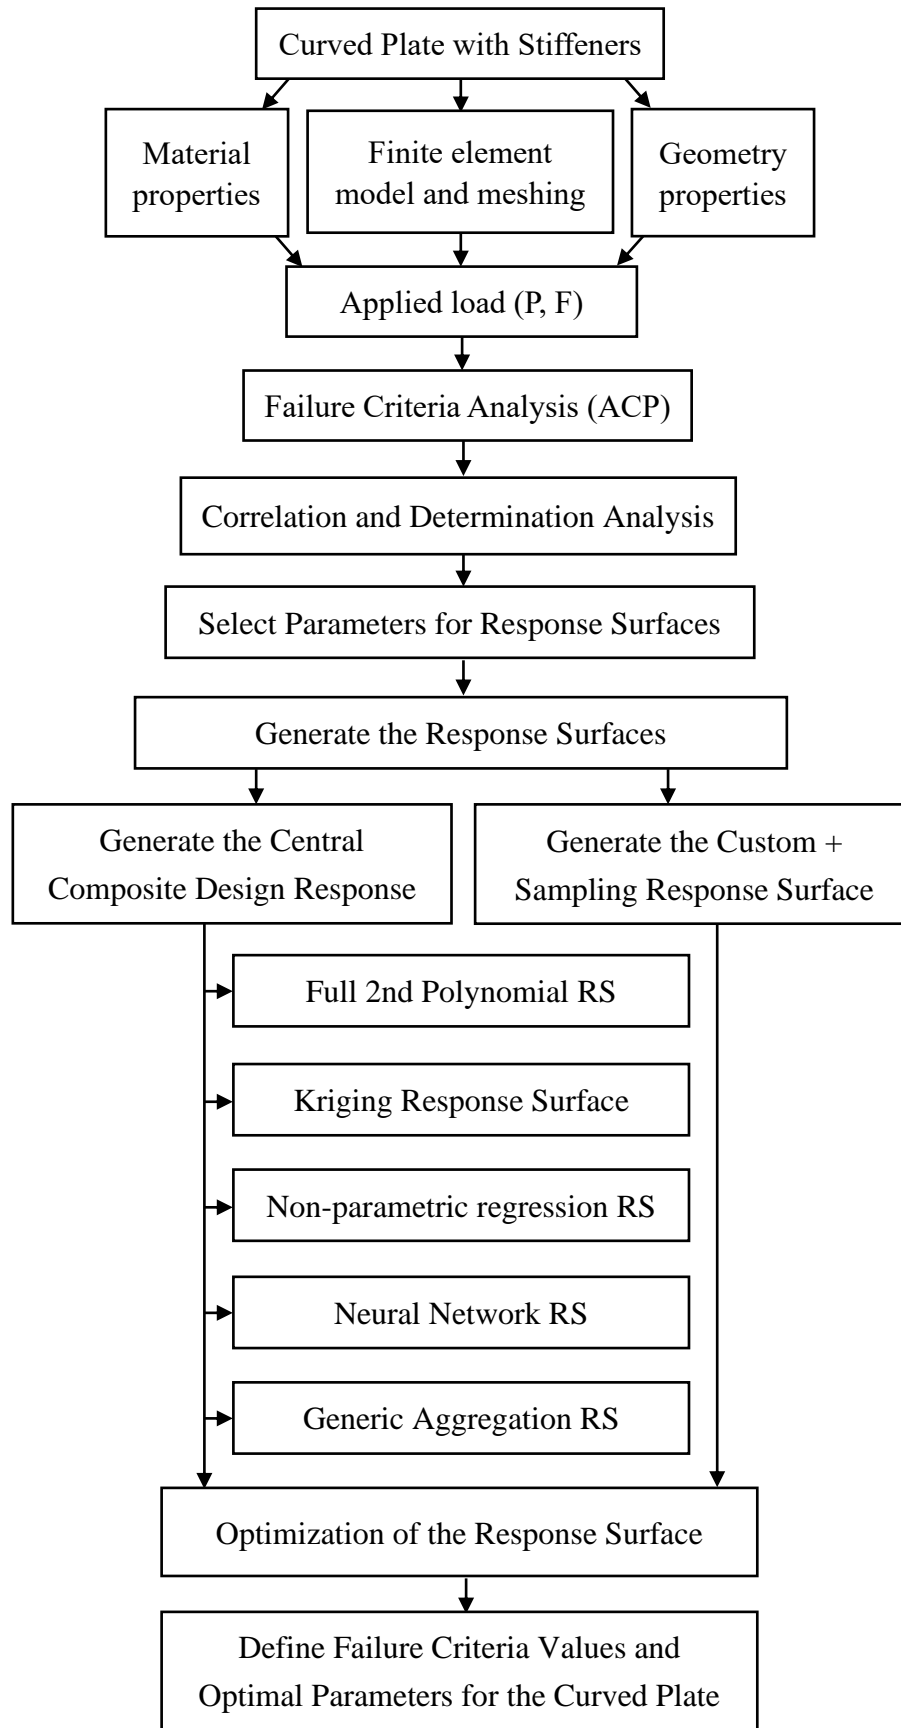 Curved Plate with Stiffeners
Material
properties
Finite element
model and meshing
Geometry
properties
Applied load (P, F)
Failure Criteria Analysis (ACP)
Correlation and Determination Analysis
Select Parameters for Response Surfaces
Generate the Response Surfaces
Generate the Central
Composite Design Response
Generate the Custom +
Sampling Response Surface
Full 2nd Polynomial RS
Kriging Response Surface
Non-parametric regression RS
Neural Network RS
Generic Aggregation RS
Optimization of the Response Surface
Define Failure Criteria Values and
Optimal Parameters for the Curved Plate